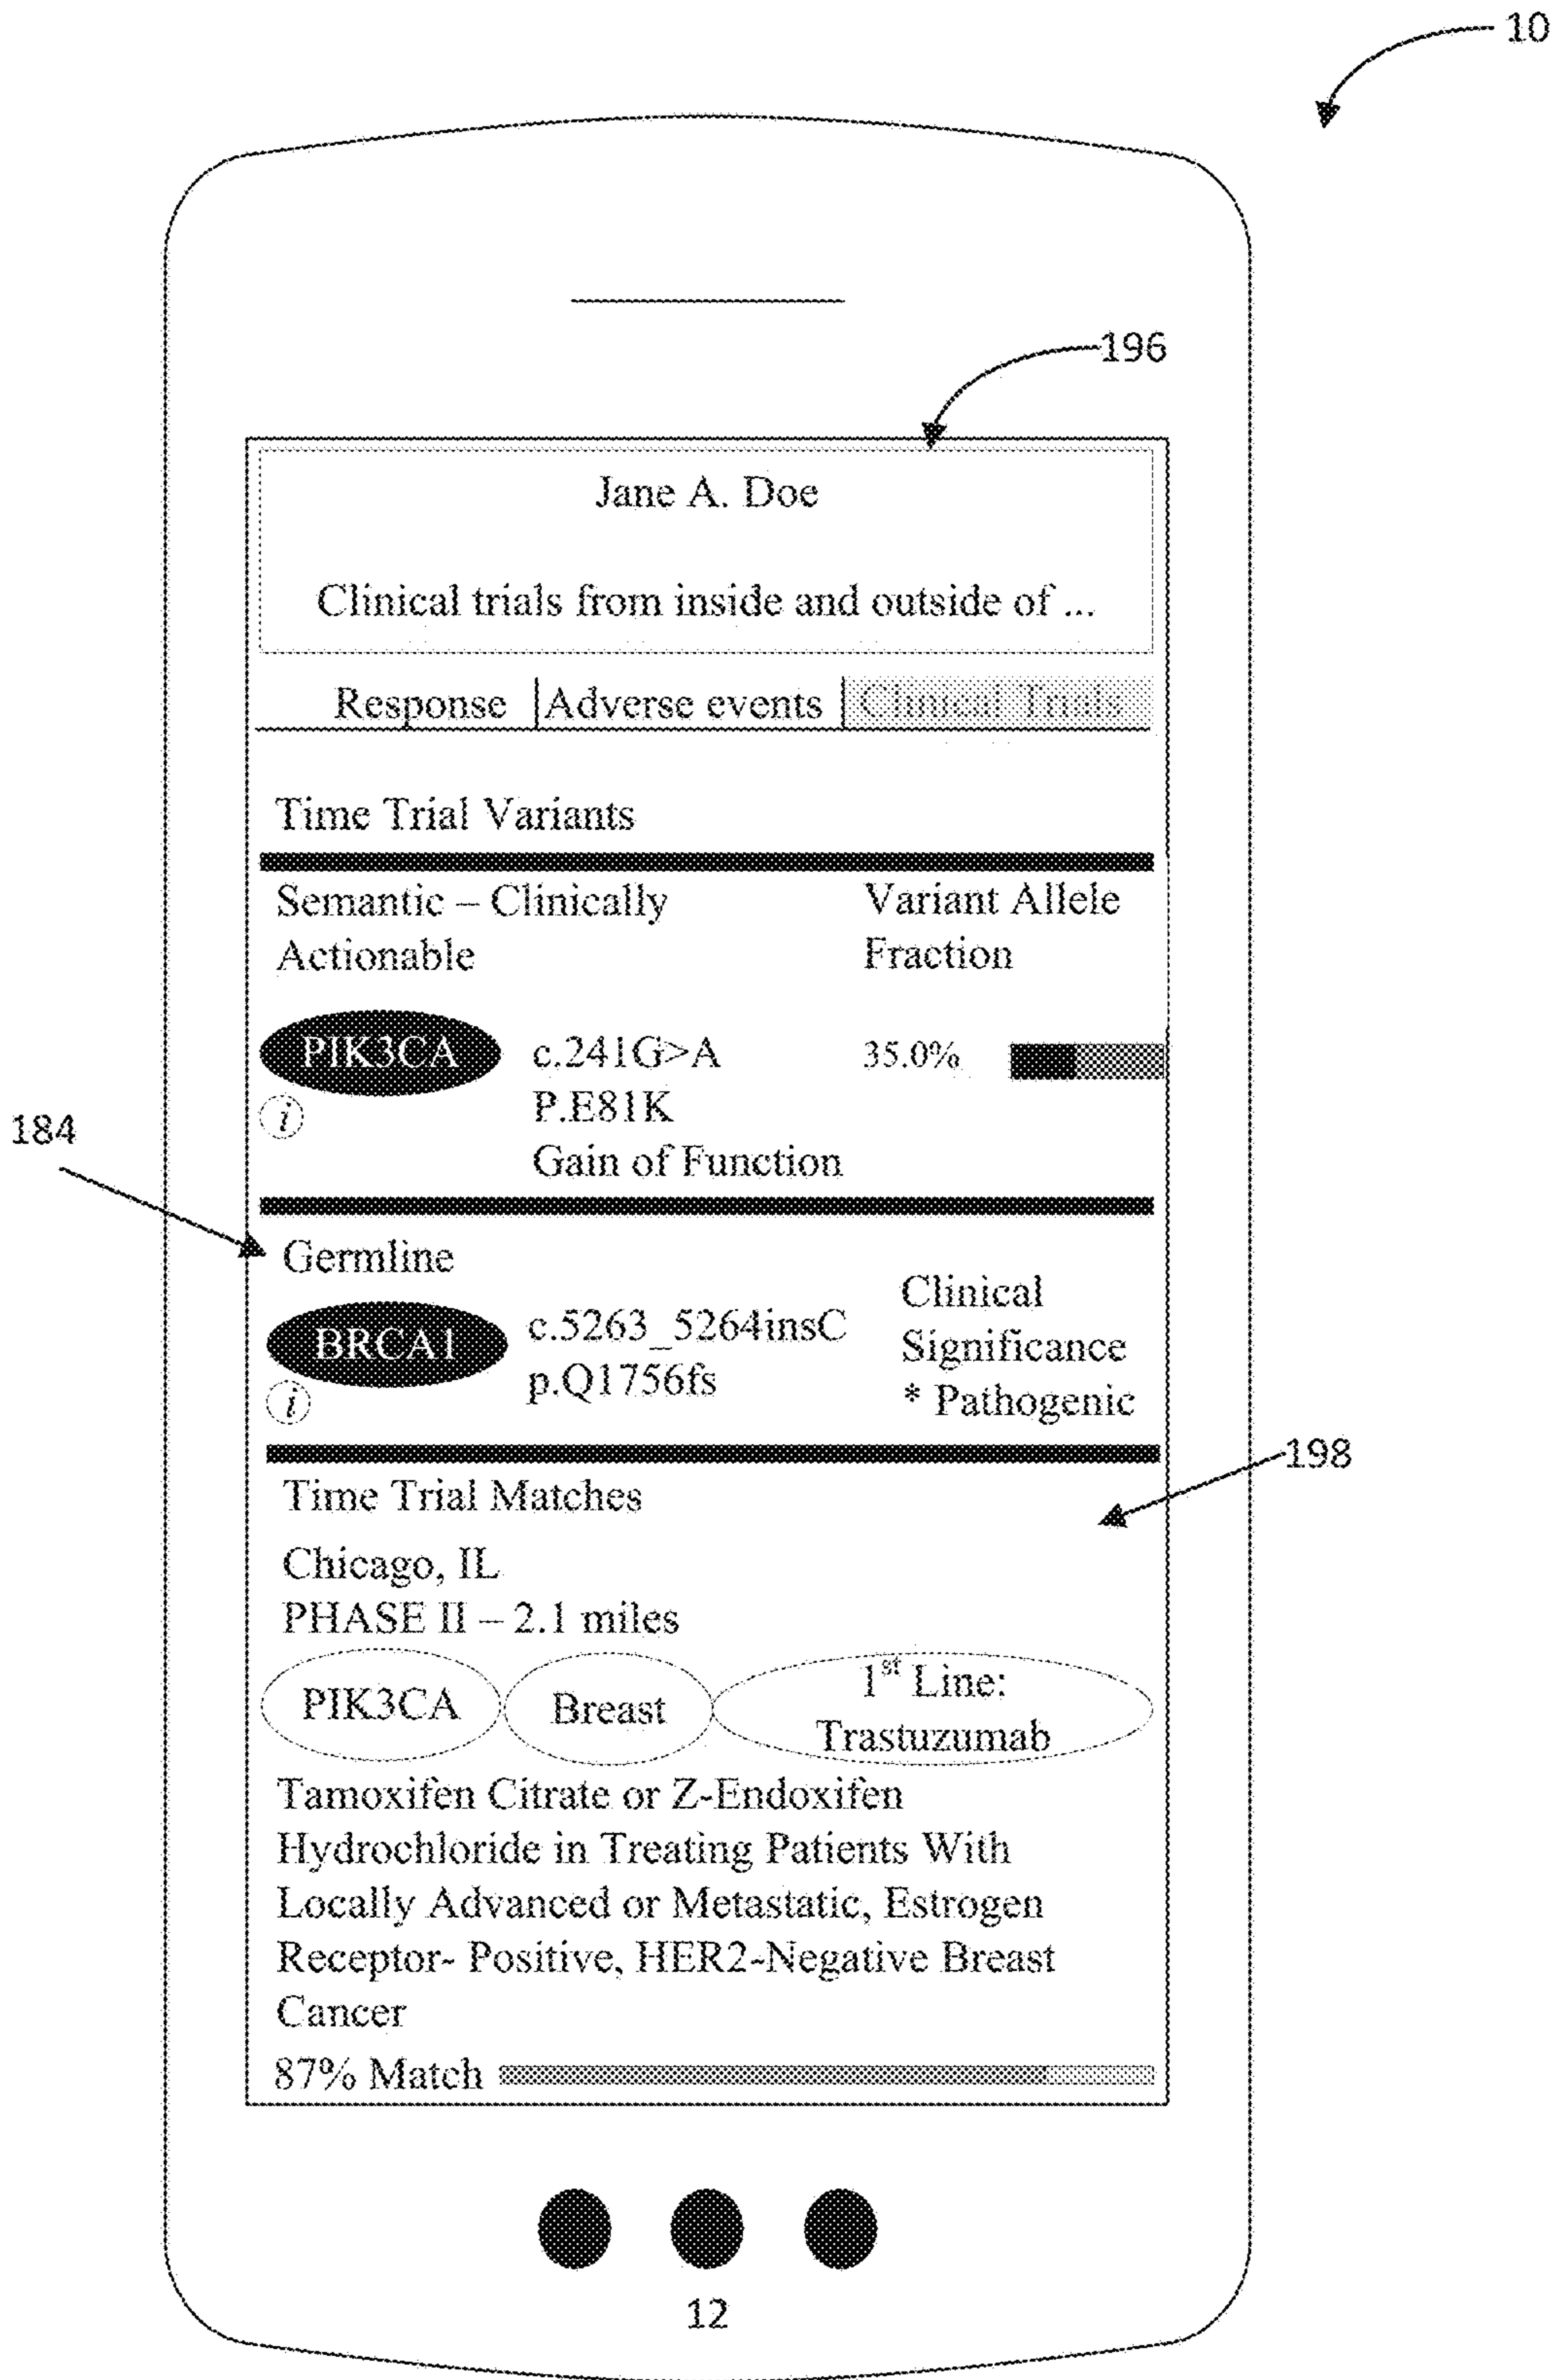 10
196
Jane A. Doe
Clinical trials from inside and outside of ...
Response Adverse events Clinical Trials
Time Trial Variants
Semantic – Clinically
Actionable
Variant Allele
Fraction
PIK3CA
c.241G>A
P.E81K
Gain of Function
35.0%
i
184
Germline
BRCA1
c.5263_5264insC
p.Q1756fs
Clinical
Significance
* Pathogenic
i
198
Time Trial Matches
Chicago, IL
PHASE II – 2.1 miles
PIK3CA
Breast
1st Line:
Trastuzumab
Tamoxifen Citrate or Z-Endoxifen
Hydrochloride in Treating Patients With
Locally Advanced or Metastatic, Estrogen
Receptor- Positive, HER2-Negative Breast
Cancer
87% Match
12